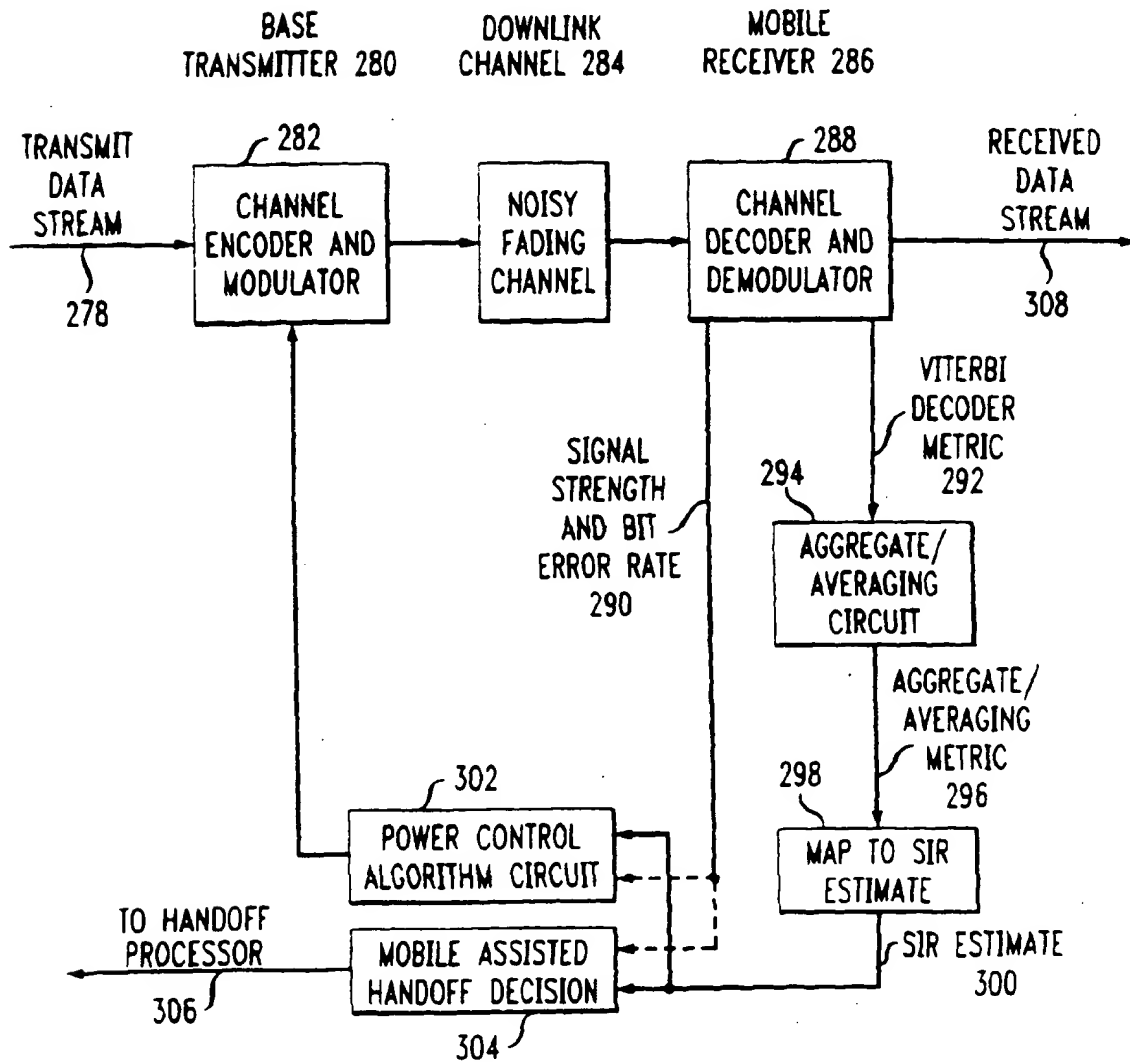 BASE
TRANSMITTER 280
DOWNLINK
CHANNEL 284
MOBILE
RECEIVER 286
TRANSMIT
DATA
STREAM
278
282
CHANNEL
ENCODER AND
MODULATOR
NOISY
FADING
CHANNEL
288
CHANNEL
DECODER AND
DEMODULATOR
RECEIVED
DATA
STREAM
308
VITERBI
DECODER
METRIC
292
SIGNAL
STRENGTH
AND BIT
ERROR RATE
290
294
AGGREGATE/
AVERAGING
CIRCUIT
AGGREGATE/
AVERAGING
METRIC
296
298
MAP TO SIR
ESTIMATE
SIR ESTIMATE
300
302
POWER CONTROL
ALGORITHM CIRCUIT
TO HANDOFF
PROCESSOR
306
MOBILE ASSISTED
HANDOFF DECISION
304